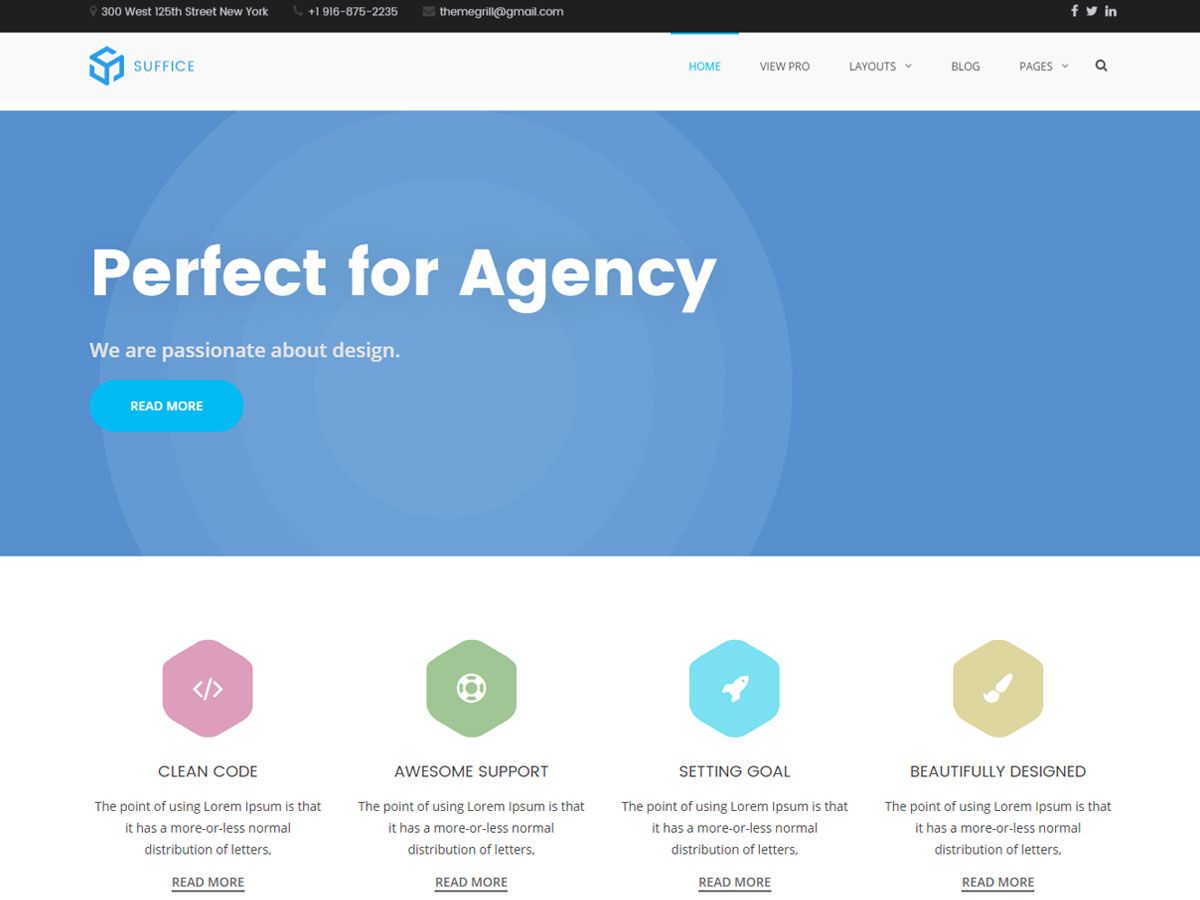 300 West 125th Street New York +1 916-875-2235 themegrill@gmail.com
SUFFICE HOME VIEW PRO LAYOUTS BLOG PAGES
Perfect for Agency
We are passionate about design.
READ MORE
CLEAN CODE
The point of using Lorem Ipsum is that
it has a more-or-less normal
distribution of letters,
READ MORE
AWESOME SUPPORT
The point of using Lorem Ipsum is that
it has a more-or-less normal
distribution of letters,
READ MORE
SETTING GOAL
The point of using Lorem Ipsum is that
it has a more-or-less normal
distribution of letters,
READ MORE
BEAUTIFULLY DESIGNED
The point of using Lorem Ipsum is that
it has a more-or-less normal
distribution of letters,
READ MORE